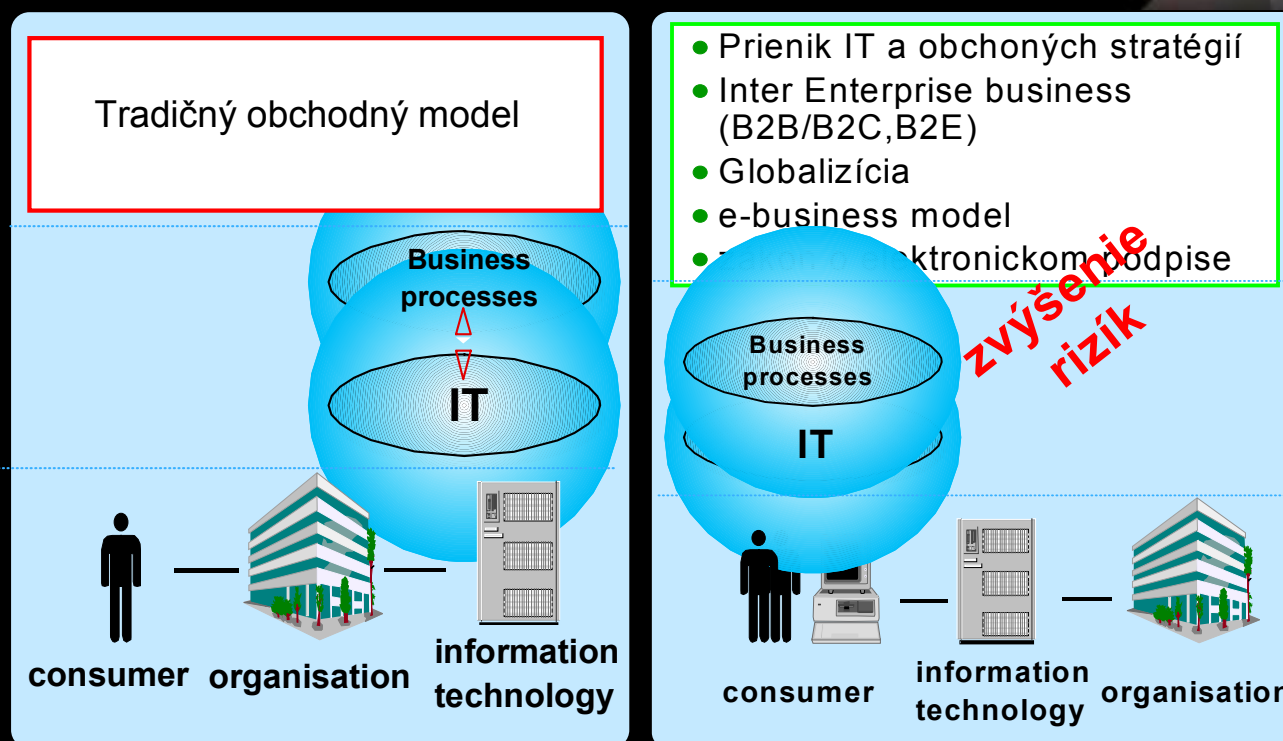 Tradičný obchodný model
Business
processes
IT
consumer
organisation
information
technology
• Prienik IT a obchoných stratégií
• Inter Enterprise business
(B2B/B2C,B2E)
• Globalizícia
• e-business model
• zákon o elektronickom podpise
zvýšenie
rizík
Business
processes
IT
consumer
information
technology
organisation